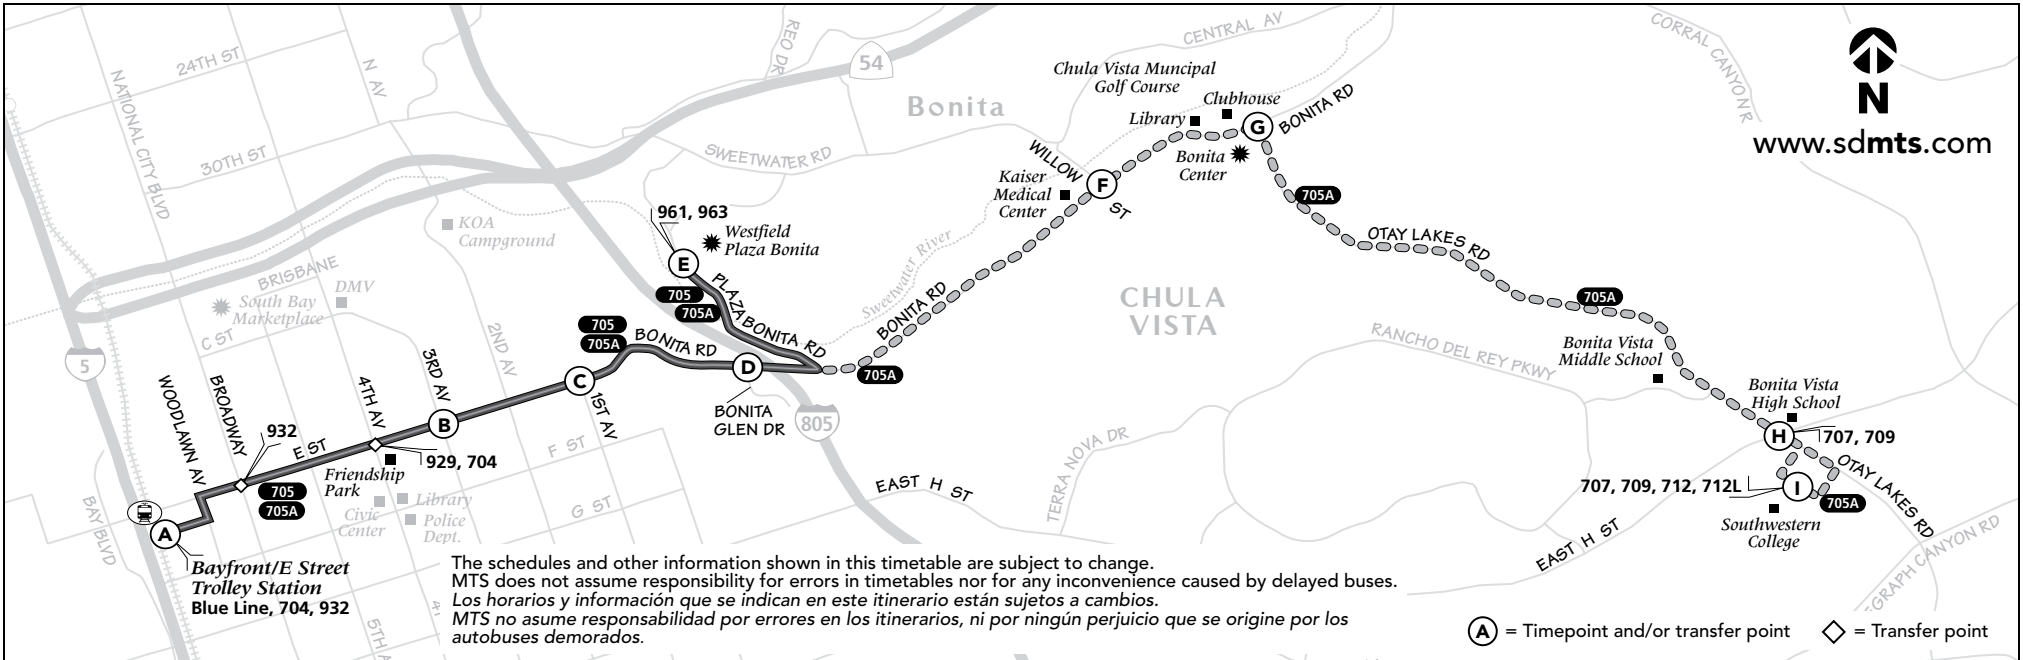 CENTRAL AV
CORRAL CANYON R
REO DR
54
24TH ST
N AV
NATIONAL CITY BLVD
Chula Vista Muncipal
Golf Course
Bonita
Clubhouse
Library
G
BONITA RD
N
www.sdmts.com
30TH ST
SWEETWATER RD
WILLOW
ST
Bonita
Center
Kaiser
Medical
Center
F
705A
961, 963
Westfield
Plaza Bonita
KOA
Campground
E
OTAY LAKES RD
Sweetwater River
BRISBANE
DMV
South Bay
Marketplace
C ST
705
705A
PLAZA BONITA RD
BONITA RD
CHULA
VISTA
705A
705
705A
BONITA RD
2ND AV
RANCHO DEL REY PKWY
Bonita Vista
Middle School
5
3RD AV
D
705A
C
1ST AV
Bonita Vista
High School
WOODLAWN AV
BROADWAY
4TH AV
BONITA
GLEN DR
805
B
932
E ST
929, 704
F ST
TERRA NOVA DR
H
707, 709
Friendship
Park
705
705A
Library
Civic
Center
Police
Dept.
G ST
EAST H ST
OTAY LAKES RD
707, 709, 712, 712L
I
705A
Southwestern
College
BAY BLVD
A
EAST H ST
EGRAPH CANYON RD
Bayfront/E Street
Trolley Station
Blue Line, 704, 932
5TH A
4
The schedules and other information shown in this timetable are subject to change.
MTS does not assume responsibility for errors in timetables nor for any inconvenience caused by delayed buses.
Los horarios y información que se indican en este itinerario están sujetos a cambios.
MTS no asume responsabilidad por errores en los itinerarios, ni por ningún perjuicio que se origine por los
autobuses demorados.
A = Timepoint and/or transfer point
= Transfer point